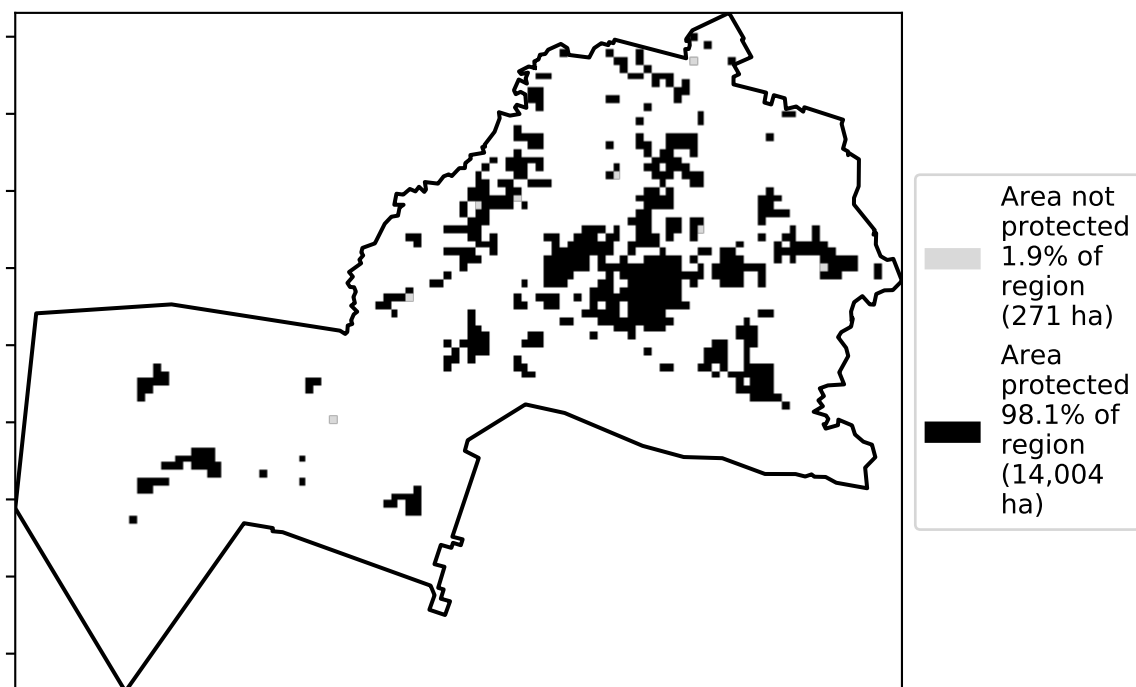 Area not
protected
1.9% of
region
(271 ha)
Area
protected
98.1% of
region
(14,004
ha)